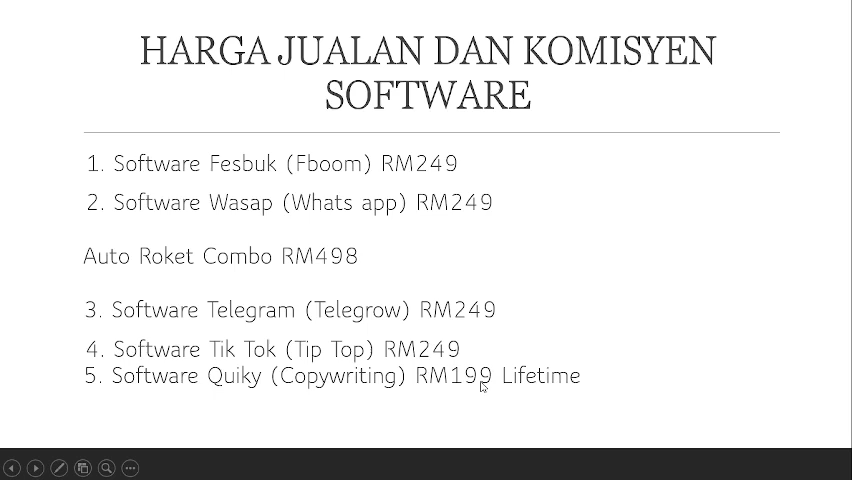 HARGA JUALAN DAN KOMISYEN
SOFTWARE
1. Software Fesbuk (Fboom) RM249
2. Software Wasap (Whats app) RM249
Auto Roket Combo RM498
3. Software Telegram (Telegrow) RM249
4. Software Tik Tok (Tip Top) RM249
5. Software Quiky (Copywriting) RM199 Lifetime